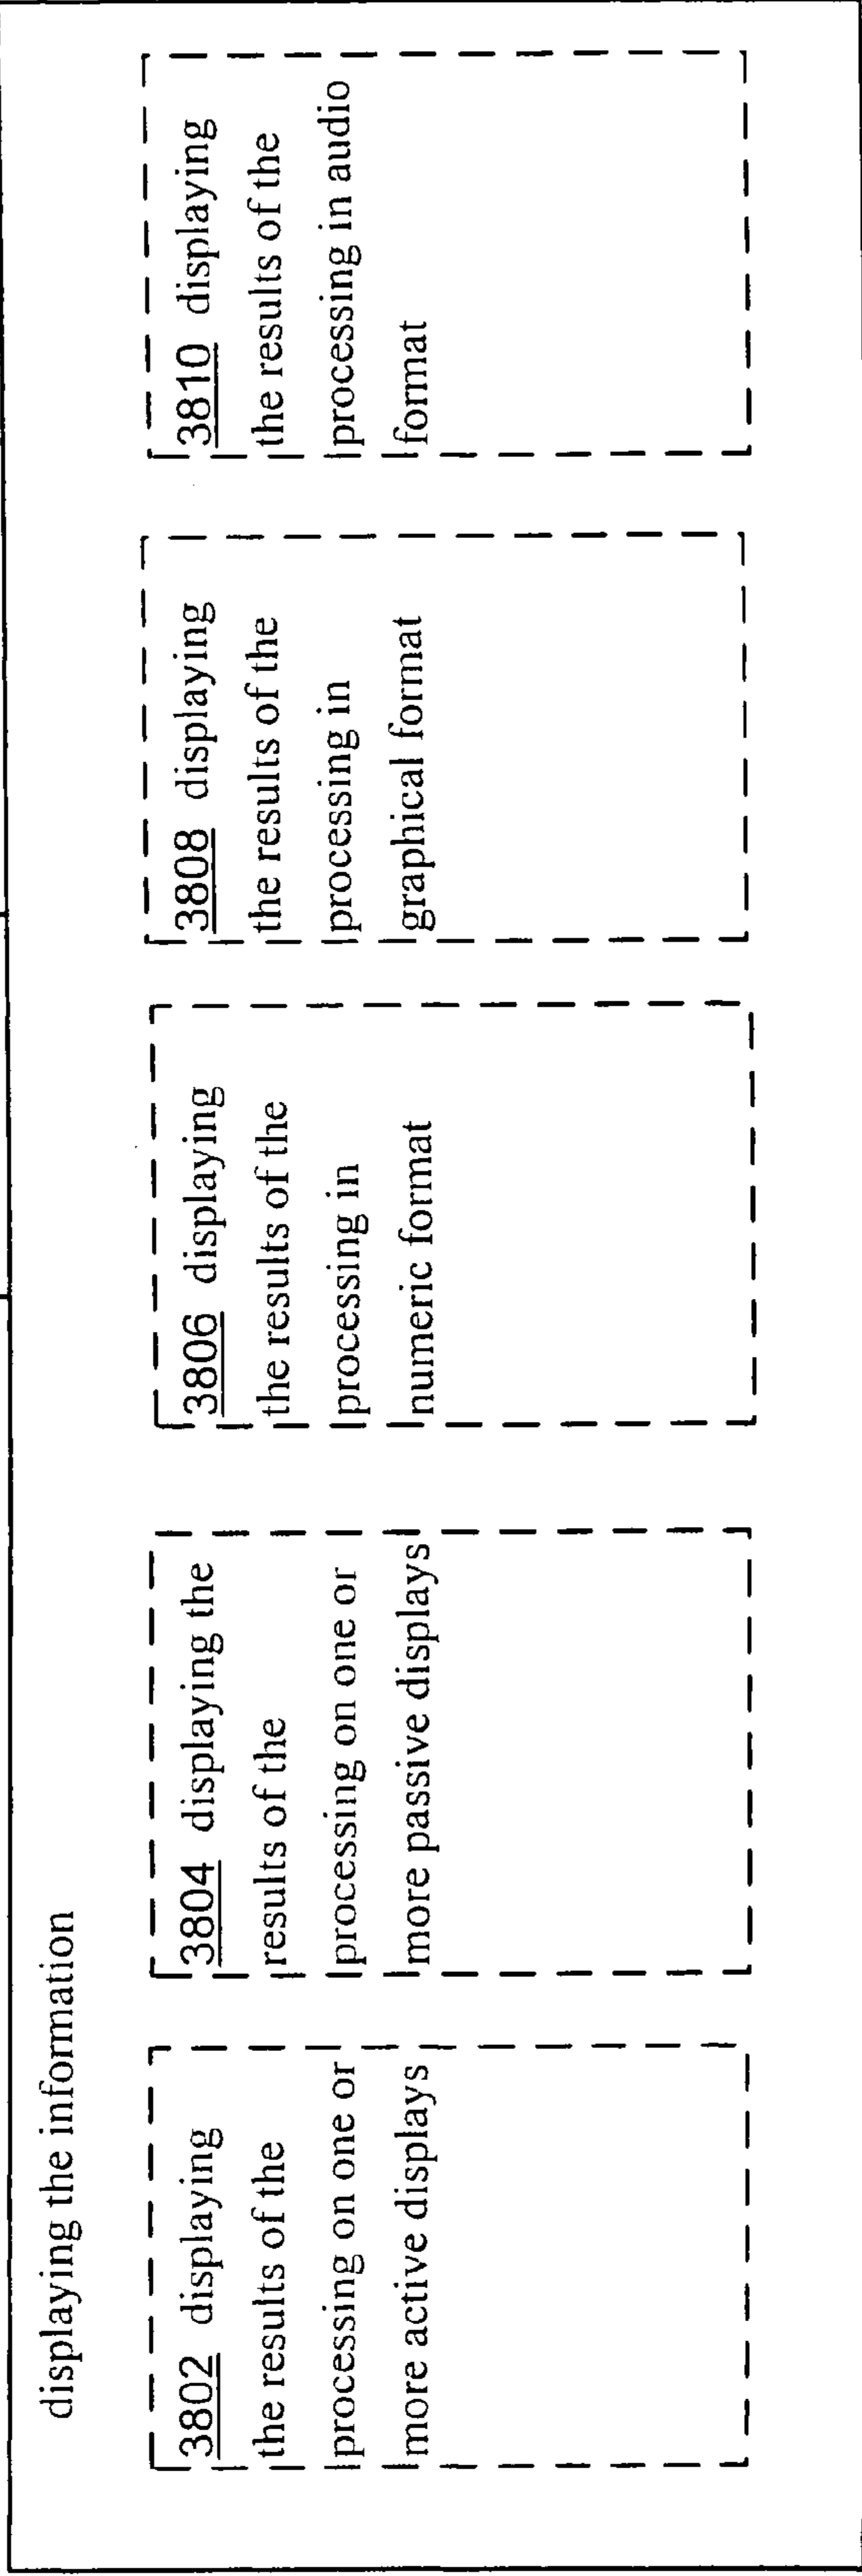 displaying the information
3802 displaying
the results of the
processing on one or
more active displays
3804 displaying the
results of the
processing on one or
more passive displays
3806 displaying
the results of the
processing in
numeric format
3808 displaying
the results of the
processing in
graphical format
3810 displaying
the results of the
processing in audio
format